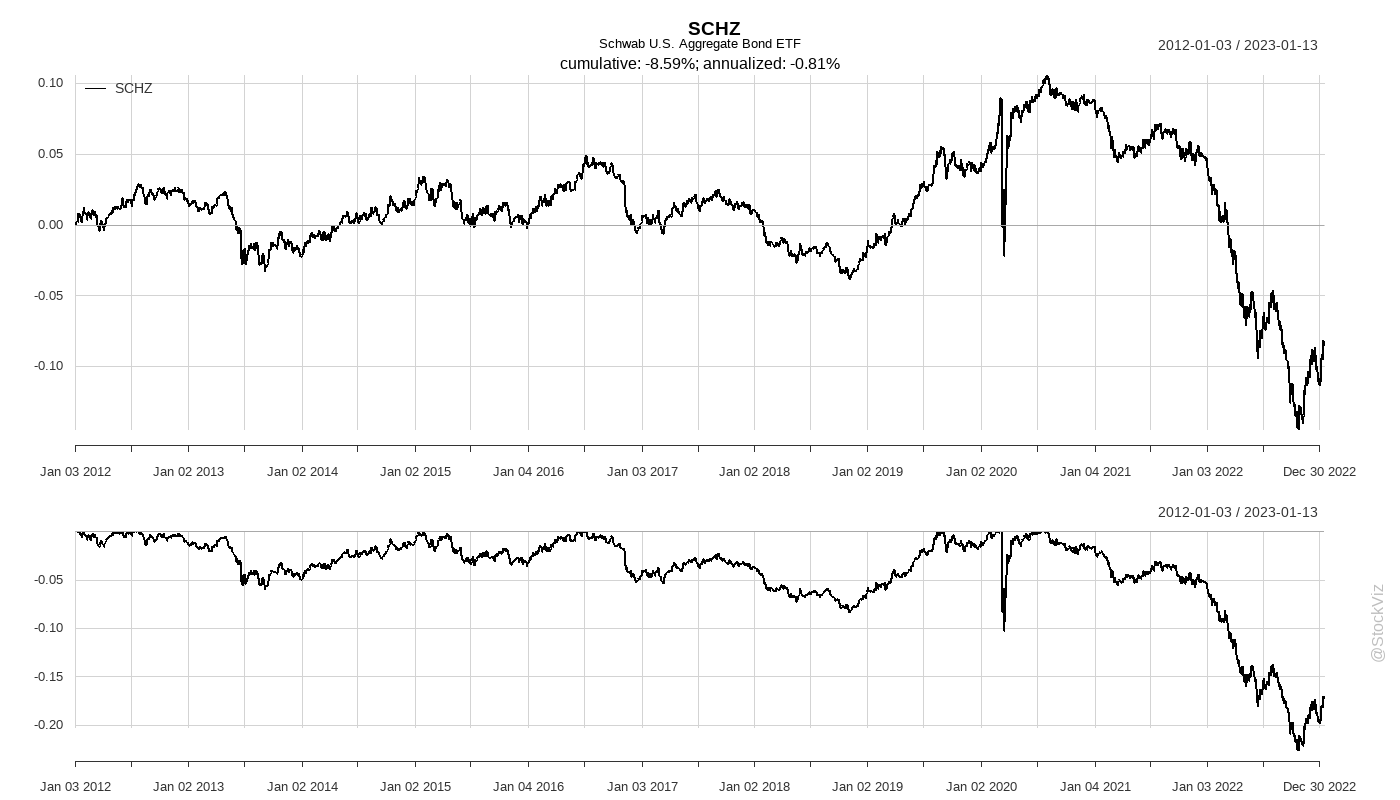 SCHZ
Schwab U.S. Aggregate Bond ETF
2012-01-03 / 2023-01-13
cumulative: -8.59%; annualized: -0.81%
0.10
SCHZ
0.05
0.00
-0.05
-0.10
Jan 03 2012 Jan 02 2013 Jan 02 2014 Jan 02 2015 Jan 04 2016 Jan 03 2017 Jan 02 2018 Jan 02 2019 Jan 02 2020 Jan 04 2021 Jan 03 2022 Dec 30 2022
2012-01-03 / 2023-01-13
-0.05
-0.10
-0.15
-0.20
Jan 03 2012 Jan 02 2013 Jan 02 2014 Jan 02 2015 Jan 04 2016 Jan 03 2017 Jan 02 2018 Jan 02 2019 Jan 02 2020 Jan 04 2021 Jan 03 2022 Dec 30 2022
@StockViz